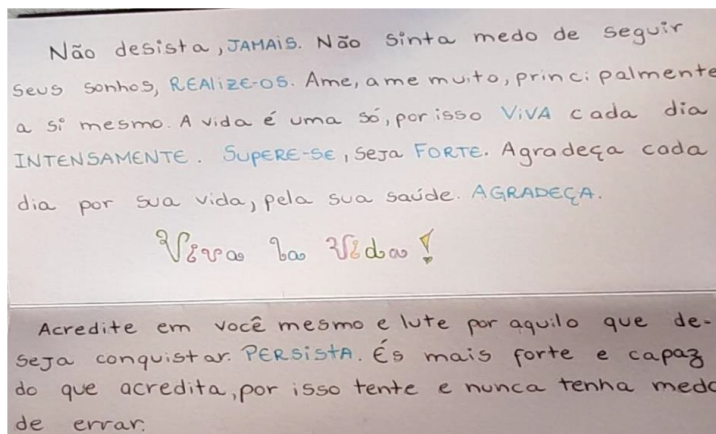 Não desista, JAMAIS. Não sinta medo de seguir
seus sonhos, REALIZE-OS. Ame, ame muito, principalmente
a si mesmo. A vida é uma só, por isso VIVA cada dia
INTENSAMENTE. SUPERE-SE, seja FORTE. Agradeça cada
dia por sua vida, pela sua saúde. AGRADEÇA.
Viva la Vida!
Acredite em você mesmo e lute por aquilo que de-
seja conquistar. PERSISTA. És mais forte e capaz
do que acredita, por isso tente e nunca tenha medo
de errar.